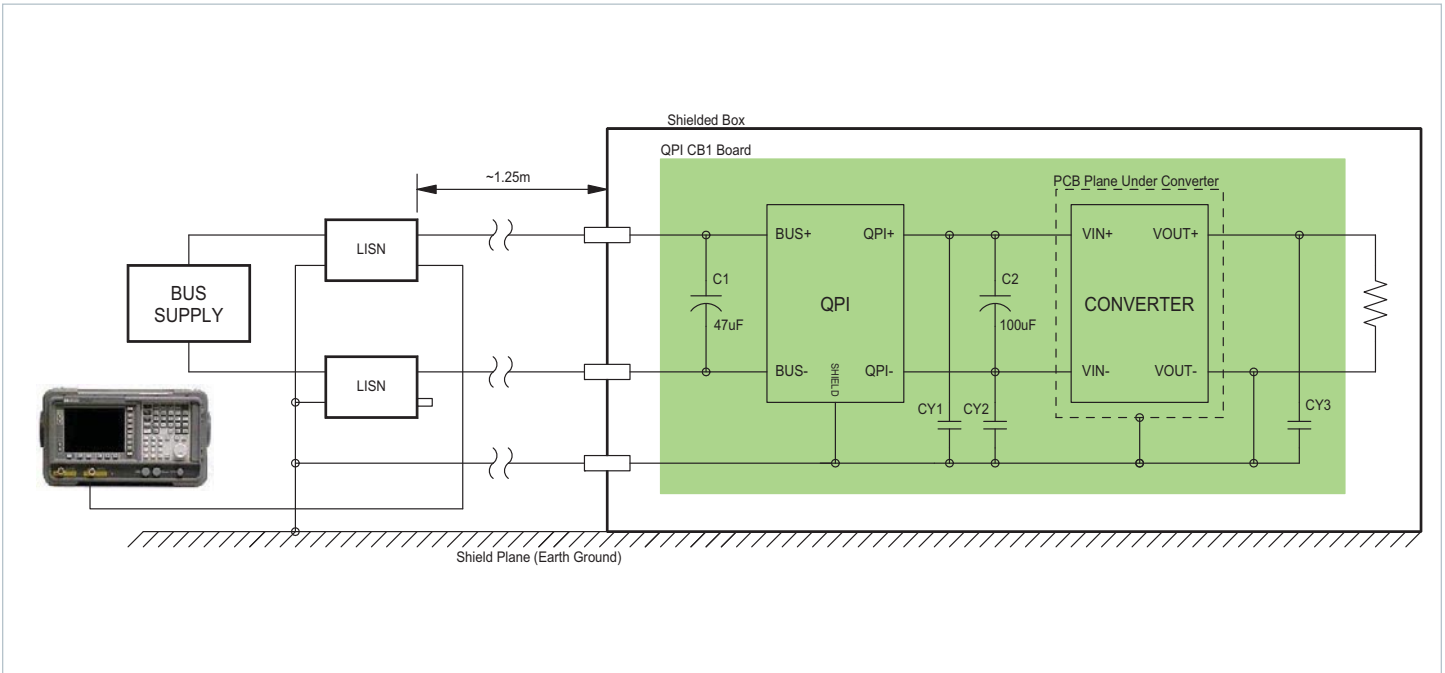 Shielded Box
QPI CB1 Board
~1.25m
PCB Plane Under Converter
LISN
BUS+
QPI+
VIN+
VOUT+
BUS
SUPPLY
C1
47uF
QPI
C2
100uF
CONVERTER
LISN
BUS-
SHIELD
QPI-
VIN-
VOUT-
CY1
CY2
CY3
Shield Plane (Earth Ground)